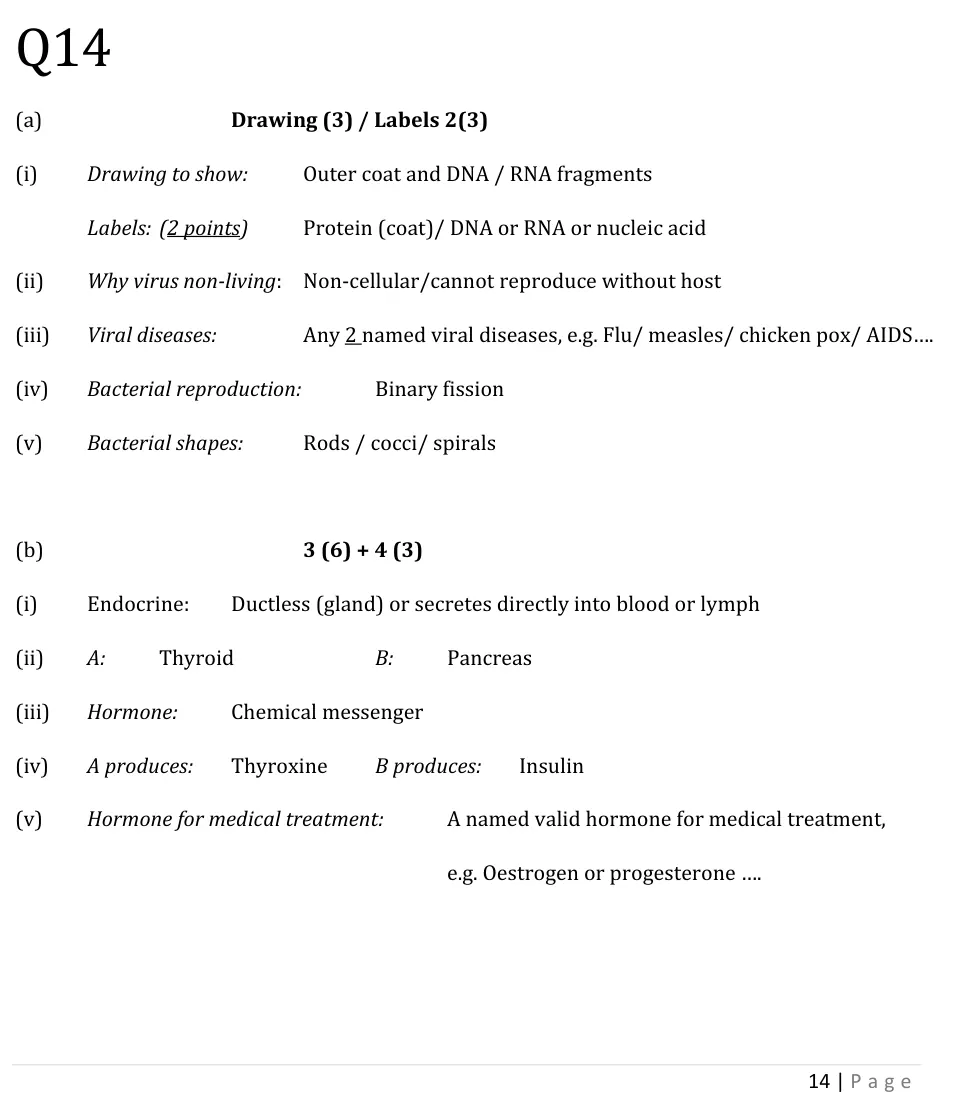 Q14
(a) Drawing (3) / Labels 2(3)
(i) Drawing to show: Outer coat and DNA / RNA fragments
Labels: (2 points) Protein (coat)/ DNA or RNA or nucleic acid
(ii) Why virus non-living: Non-cellular/cannot reproduce without host
(iii) Viral diseases: Any 2 named viral diseases, e.g. Flu/ measles/ chicken pox/ AIDS....
(iv) Bacterial reproduction: Binary fission
(v) Bacterial shapes: Rods / cocci/ spirals
(b) 3 (6) + 4 (3)
(i) Endocrine: Ductless (gland) or secretes directly into blood or lymph
(ii) A: Thyroid B: Pancreas
(iii) Hormone: Chemical messenger
(iv) A produces: Thyroxine B produces: Insulin
(v) Hormone for medical treatment: A named valid hormone for medical treatment,
e.g. Oestrogen or progesterone ....
14 | Page